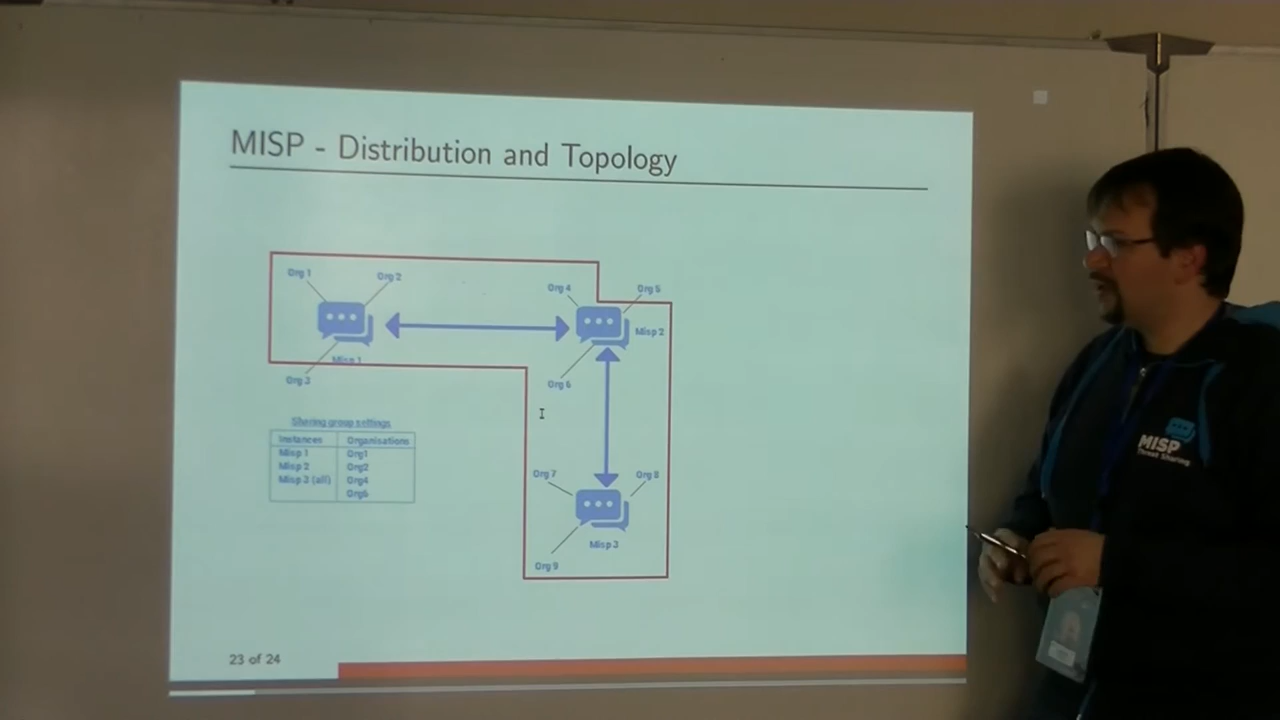 MISP - Distribution and Topology
Org 1
Org 2
Org 4
Org 5
Misp 1
Misp 2
Org 3
Org 6
Sharing group settings
Instances Organisations
Misp 1 Org1
Misp 2 Org2
Misp 3 (all) Org4
Org6
Org 7
Org 8
Misp 3
Org 9
23 of 24
MISP
Threat Sharing